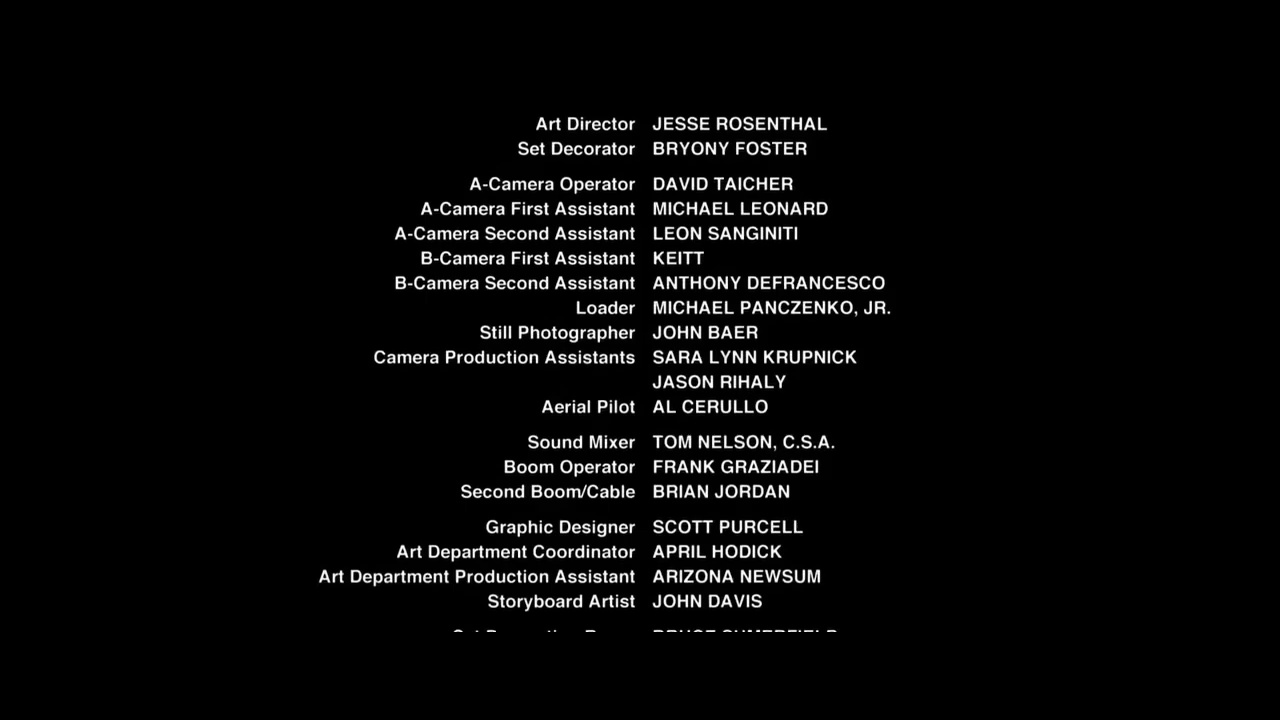 Art Director JESSE ROSENTHAL
Set Decorator BRYONY FOSTER
A-Camera Operator DAVID TAICHER
A-Camera First Assistant MICHAEL LEONARD
A-Camera Second Assistant LEON SANGINITI
B-Camera First Assistant KEITT
B-Camera Second Assistant ANTHONY DEFRANCESCO
Loader MICHAEL PANCZENKO, JR.
Still Photographer JOHN BAER
Camera Production Assistants SARA LYNN KRUPNICK
JASON RIHALY
Aerial Pilot AL CERULLO
Sound Mixer TOM NELSON, C.S.A.
Boom Operator FRANK GRAZIADEI
Second Boom/Cable BRIAN JORDAN
Graphic Designer SCOTT PURCELL
Art Department Coordinator APRIL HODICK
Art Department Production Assistant ARIZONA NEWSUM
Storyboard Artist JOHN DAVIS